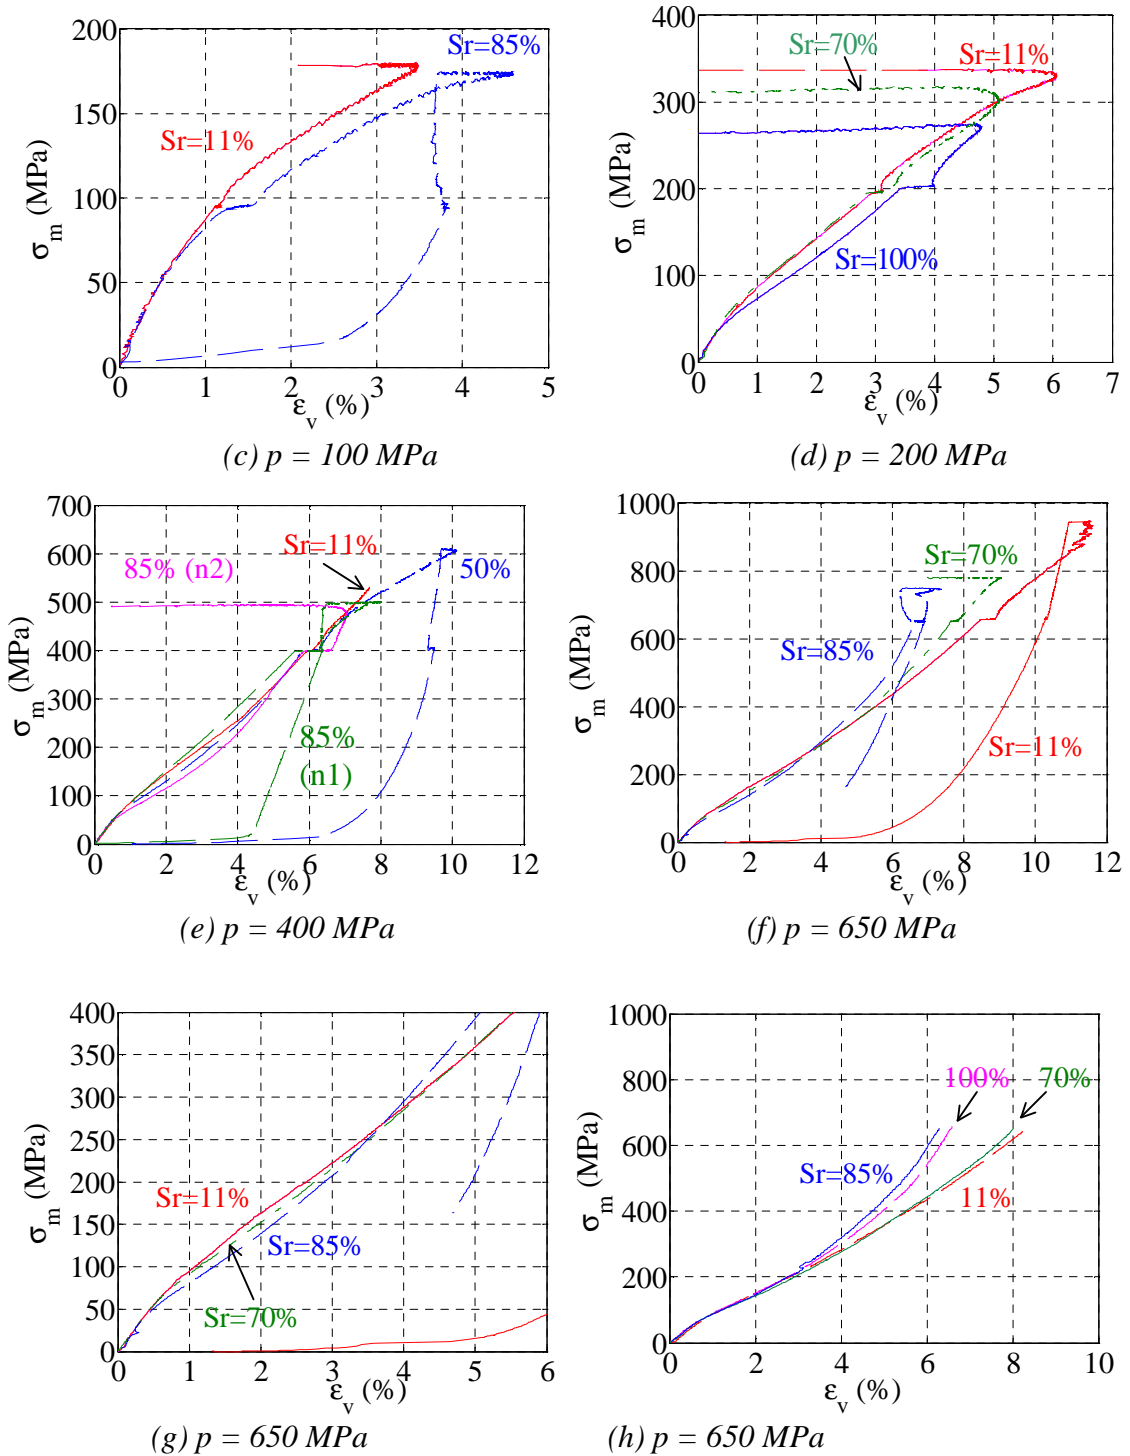 200
150
100
50
0
0
1
2
3
4
5
σm (MPa)
εv (%)
Sr=85%
Sr=11%
(c) p = 100 MPa
400
300
200
100
0
0
1
2
3
4
5
6
7
σm (MPa)
εv (%)
Sr=70%
Sr=11%
Sr=100%
(d) p = 200 MPa
700
600
500
400
300
200
100
0
0
2
4
6
8
10
12
σm (MPa)
εv (%)
Sr=11%
85% (n2)
50%
85%
(n1)
(e) p = 400 MPa
1000
800
600
400
200
0
0
2
4
6
8
10
12
σm (MPa)
εv (%)
Sr=70%
Sr=85%
Sr=11%
(f) p = 650 MPa
400
350
300
250
200
150
100
50
0
0
1
2
3
4
5
6
σm (MPa)
εv (%)
Sr=11%
Sr=85%
Sr=70%
(g) p = 650 MPa
1000
800
600
400
200
0
0
2
4
6
8
10
σm (MPa)
εv (%)
100%
70%
Sr=85%
11%
(h) p = 650 MPa